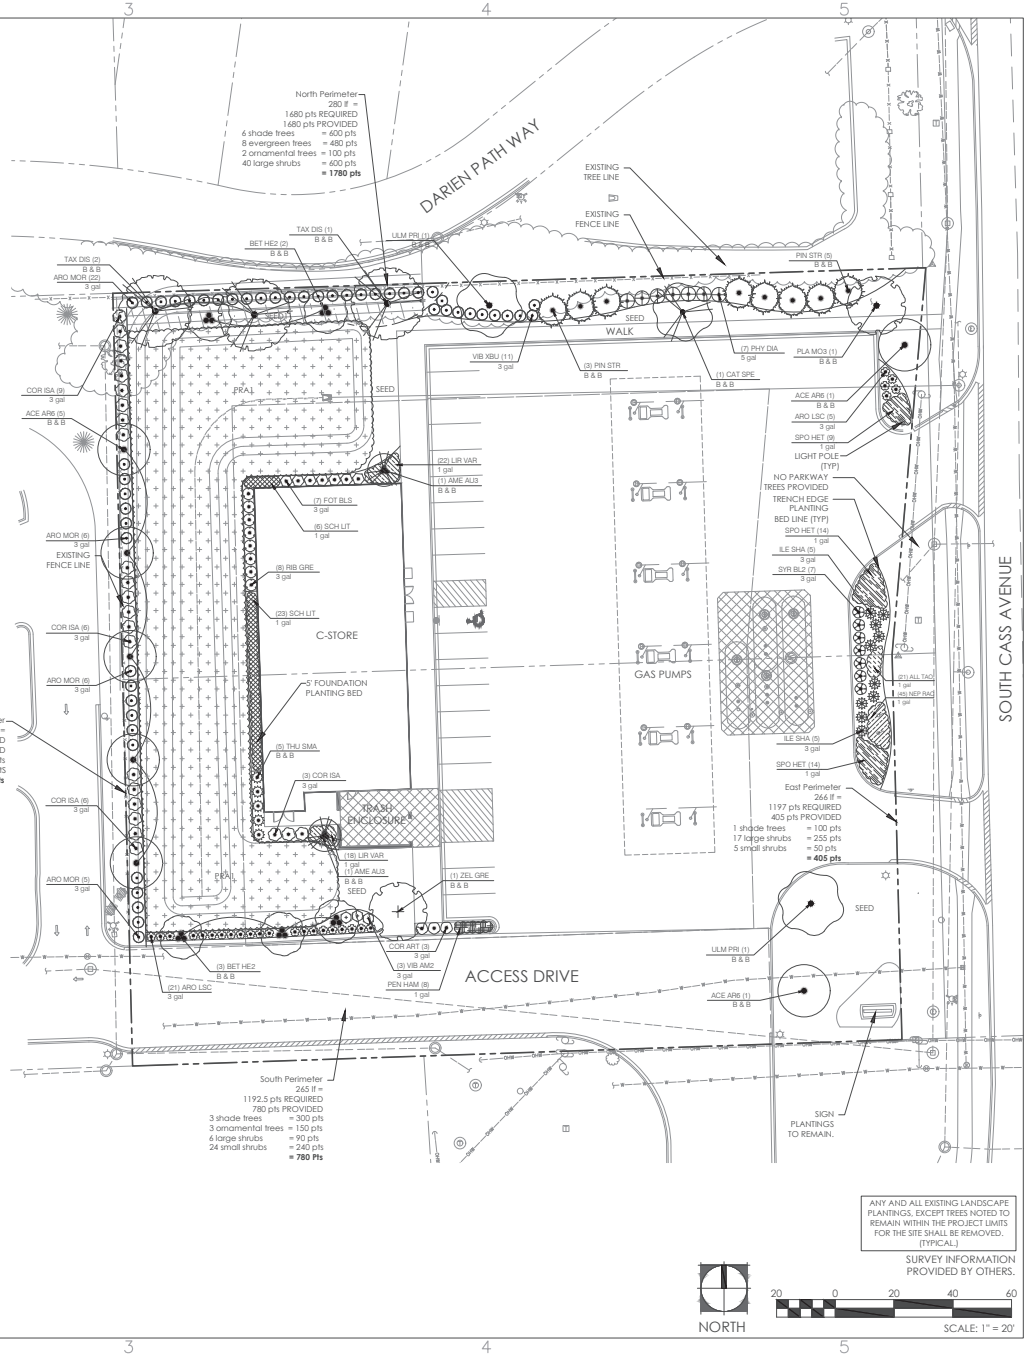 3
4
5
North Perimeter
280 lf =
1680 pts REQUIRED
1680 pts PROVIDED
6 shade trees = 600 pts
8 evergreen trees = 480 pts
2 ornamental trees = 100 pts
40 large shrubs = 600 pts
= 1780 pts
DARIEN PATH WAY
EXISTING
TREE LINE
EXISTING
FENCE LINE
TAX DIS (1)
B & B
BET HE2 (2)
B & B
ULM PRI (1)
B & B
TAX DIS (2)
B & B
ARO MOR (22)
3 gal
PIN STR (5)
B & B
SEED
SEED
WALK
VIB XBU (11)
3 gal
(3) PIN STR
B & B
(7) PHY DIA
5 gal
PLA MO3 (1)
B & B
(1) CAT SPE
B & B
COR ISA (9)
3 gal
ACE AR6 (5)
B & B
PRA1
SEED
ACE AR6 (1)
B & B
ARO LSC (5)
3 gal
SPO HET (9)
1 gal
LIGHT POLE
(TYP)
NO PARKWAY
TREES PROVIDED
TRENCH EDGE
PLANTING
BED LINE (TYP)
SPO HET (14)
1 gal
ILE SHA (5)
3 gal
SYR BL2 (7)
3 gal
(22) LIR VAR
1 gal
(1) AME AU3
B & B
(7) FOT BLS
3 gal
(6) SCH LIT
1 gal
ARO MOR (6)
3 gal
EXISTING
FENCE LINE
(8) RIB GRE
3 gal
(23) SCH LIT
1 gal
C-STORE
COR ISA (6)
3 gal
GAS PUMPS
SOUTH CASS AVENUE
ARO MOR (6)
3 gal
5' FOUNDATION
PLANTING BED
(21) ALL TAO
1 gal
(45) NEP RAC
1 gal
(5) THU SMA
B & B
ILE SHA (5)
3 gal
SPO HET (14)
1 gal
(3) COR ISA
3 gal
COR ISA (6)
3 gal
TRASH
ENCLOSURE
East Perimeter
266 lf =
1197 pts REQUIRED
405 pts PROVIDED
1 shade trees = 100 pts
17 large shrubs = 255 pts
5 small shrubs = 50 pts
= 405 pts
(18) LIR VAR
1 gal
(1) AME AU3
B & B
SEED
(1) ZEL GRE
B & B
ARO MOR (5)
3 gal
PRA1
SEED
COR ART (3)
3 gal
(3) VIB AM2
3 gal
PEN HAM (8)
1 gal
(3) BET HE2
B & B
(21) ARO LSC
3 gal
ULM PRI (1)
B & B
ACCESS DRIVE
ACE AR6 (1)
B & B
South Perimeter
265 lf =
1192.5 pts REQUIRED
780 pts PROVIDED
3 shade trees = 300 pts
3 ornamental trees = 150 pts
6 large shrubs = 90 pts
24 small shrubs = 240 pts
= 780 Pts
SIGN
PLANTINGS
TO REMAIN.
ANY AND ALL EXISTING LANDSCAPE
PLANTINGS, EXCEPT TREES NOTED TO
REMAIN WITHIN THE PROJECT LIMITS
FOR THE SITE SHALL BE REMOVED.
(TYPICAL.)
SURVEY INFORMATION
PROVIDED BY OTHERS.
20 0 20 40 60
NORTH
SCALE: 1" = 20'
3
4
5